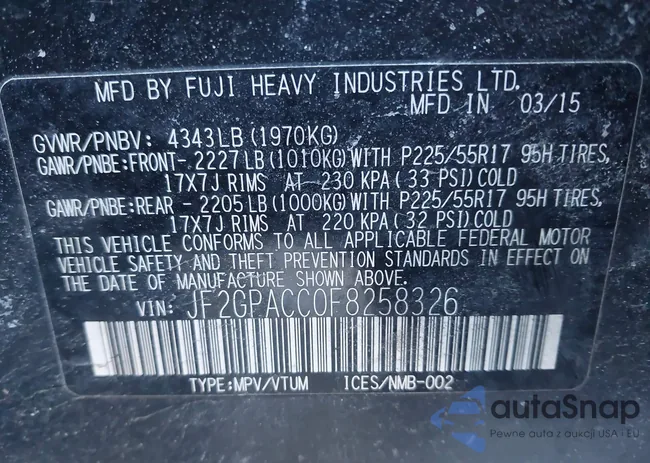 MFD BY FUJI HEAVY INDUSTRIES LTD.
MFD IN 03/15
GVWR/PNBV: 4343LB(1970KG)
GAWR/PNBE:FRONT-2227LB(1010KG)WITH P225/55R17 95H TIRES,
17X7J RIMS AT 230 KPA(33 PSI)COLD
GAWR/PNBE:REAR -2205LB(1000KG)WITH P225/55R17 95H TIRES,
17X7J RIMS AT 220 KPA(32 PSI)COLD
THIS VEHICLE CONFORMS TO ALL APPLICABLE FEDERAL MOTOR
VEHICLE SAFETY AND THEFT PREVENTION STANDARDS IN EFFECT ON
THE DATE OF MANUFACTURE SHOWN ABOVE.
VIN: JF2GPACC0F8258326
TYPE:MPV/VTUM ICES/NMB-002
autaSnap
Pewne auta z aukcji USA i EU